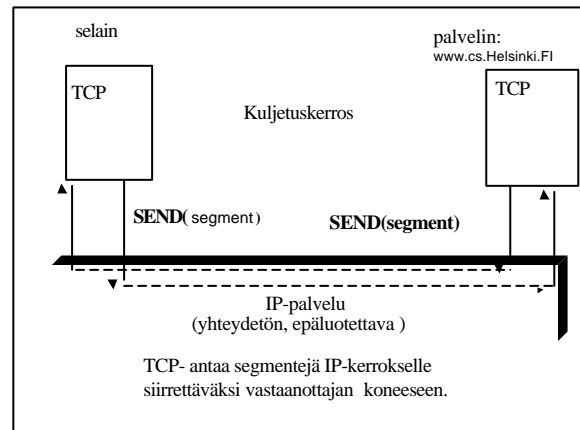 selain
palvelin:
www.cs.Helsinki.FI
TCP
TCP
Kuljetuskerros
SEND( segment )
SEND(segment)
IP-palvelu
(yhteydetön, epäluotettava )
TCP- antaa segmentejä IP-kerrokselle
siirrettäväksi vastaanottajan koneeseen.